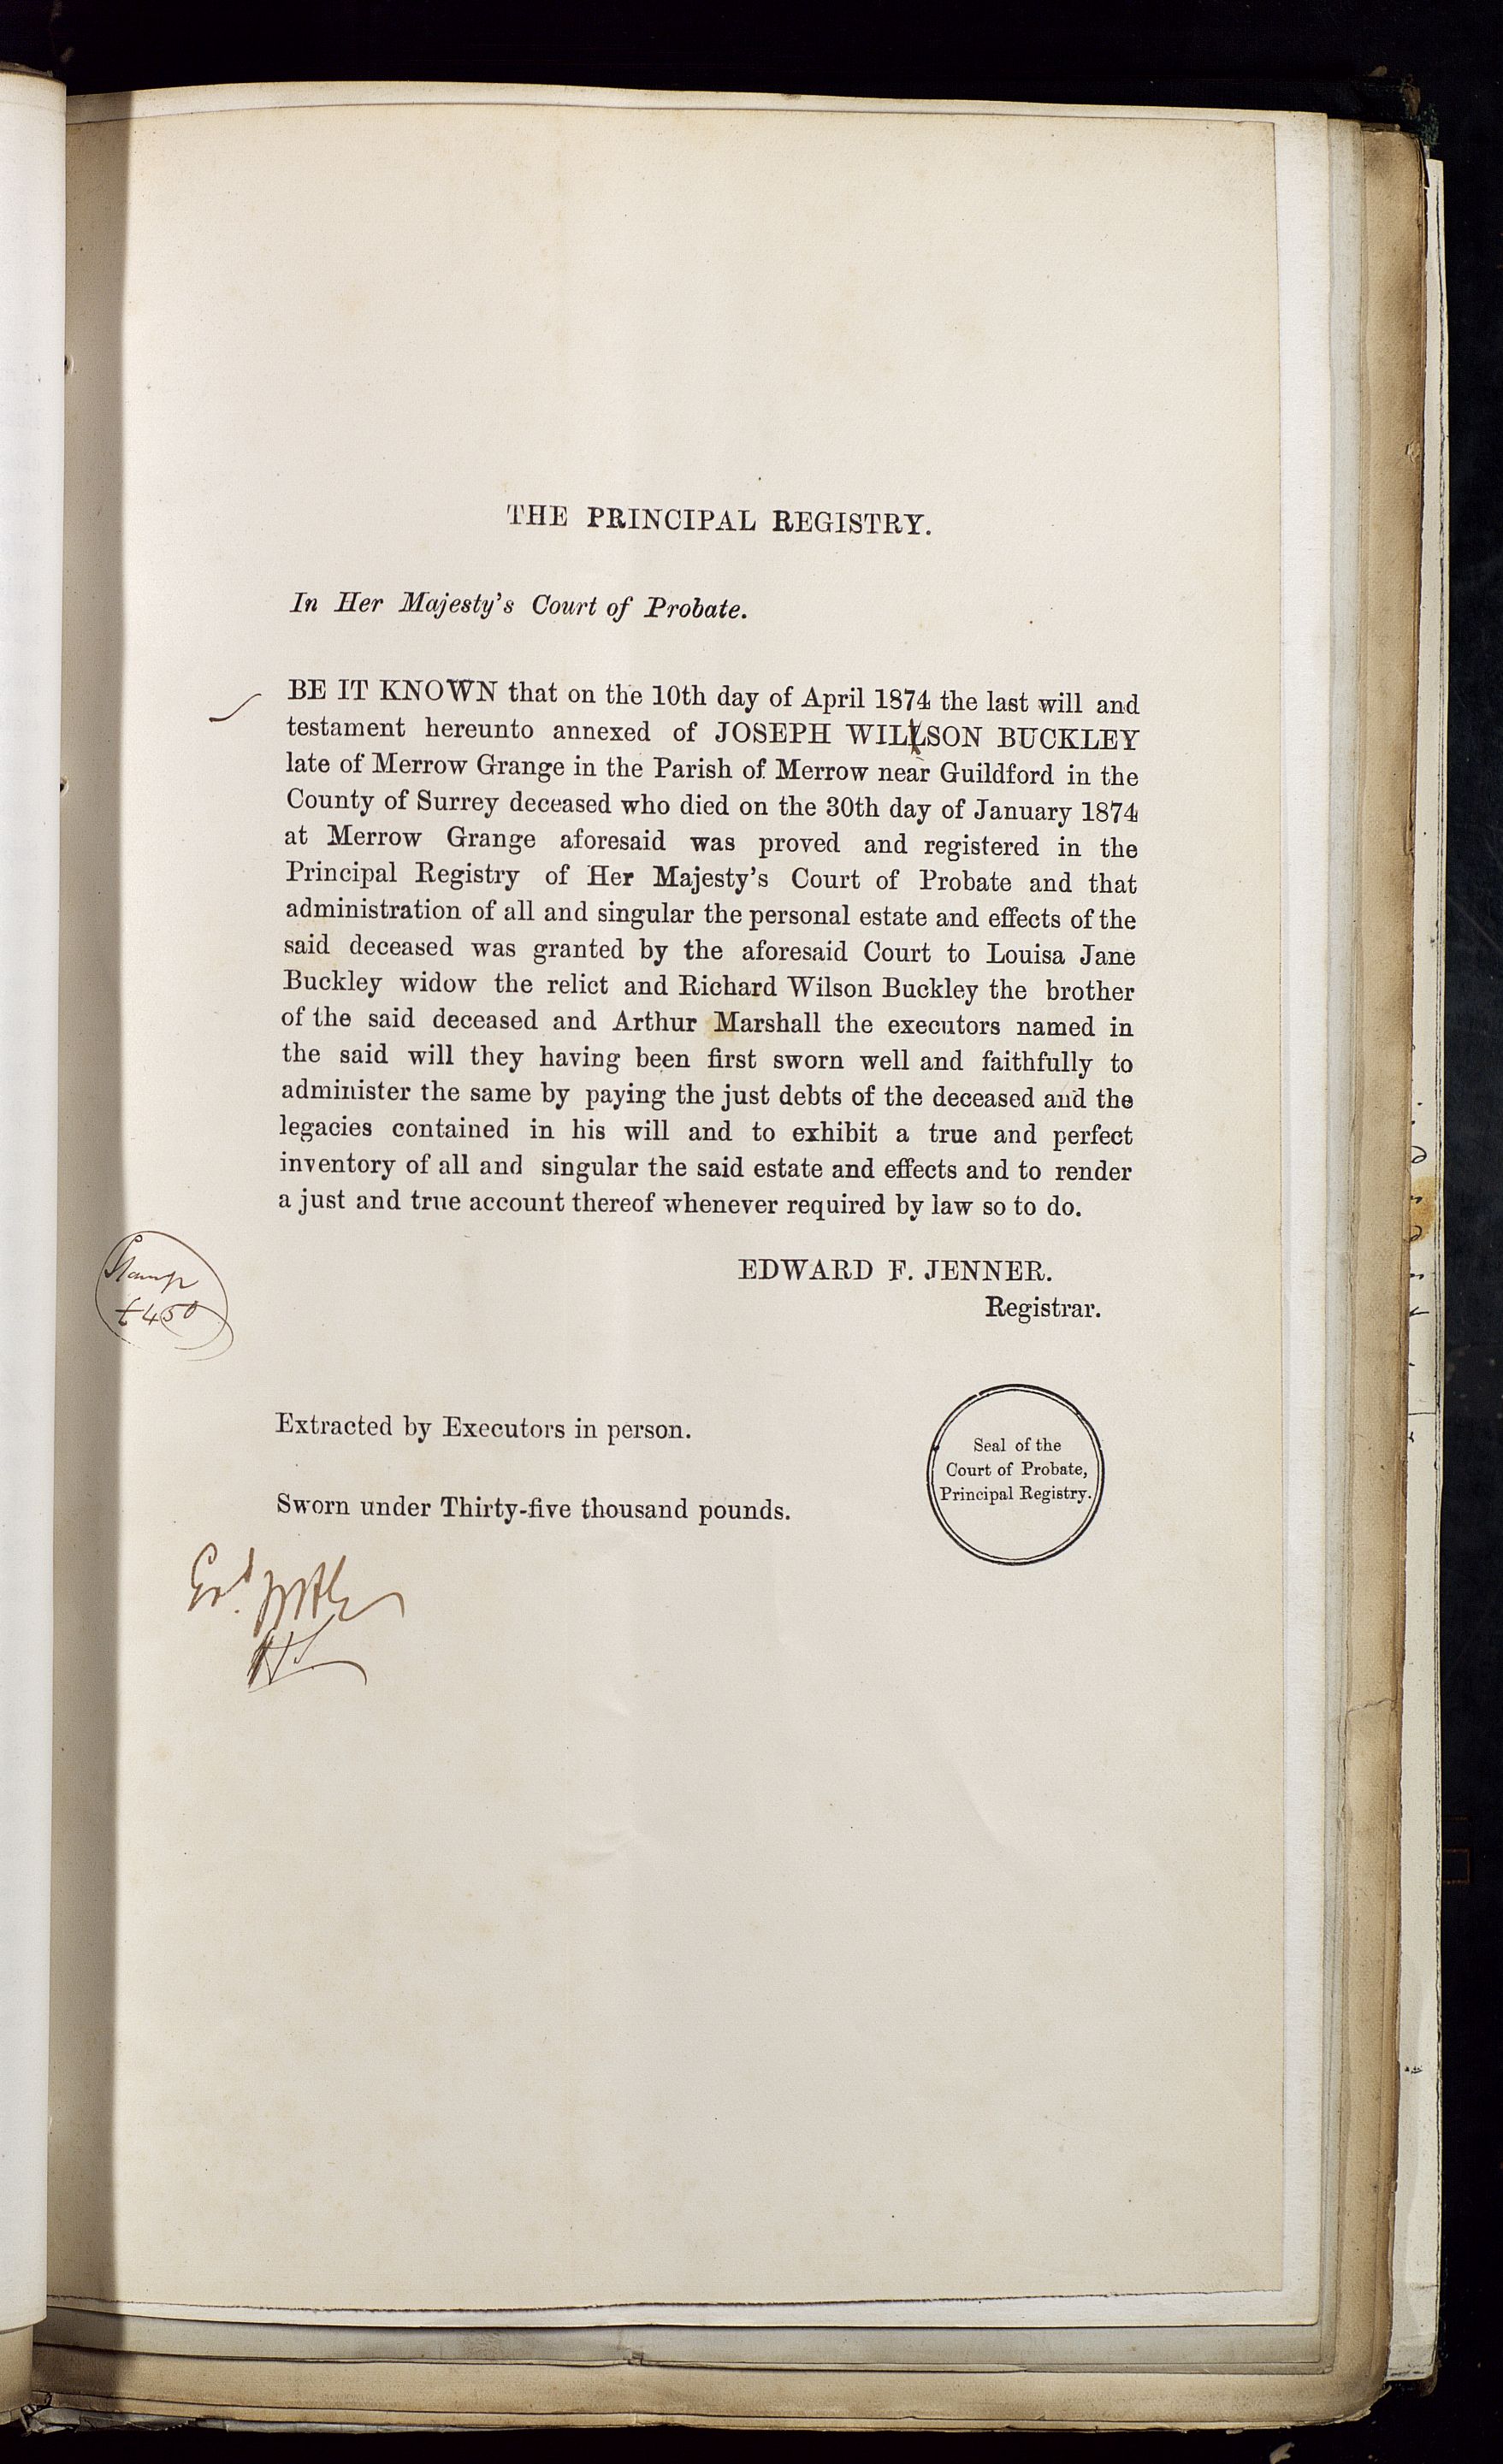 THE PRINCIPAL REGISTRY.
In Her Majesty's Court of Probate.
BE IT KNOWN that on the 10th day of April 1874 the last will and
testament hereunto annexed of JOSEPH WILLSON BUCKLEY
late of Merrow Grange in the Parish of Merrow near Guildford in the
County of Surrey deceased who died on the 30th day of January 1874
at Merrow Grange aforesaid was proved and registered in the
Principal Registry of Her Majesty's Court of Probate and that
administration of all and singular the personal estate and effects of the
said deceased was granted by the aforesaid Court to Louisa Jane
Buckley widow the relict and Richard Wilson Buckley the brother
of the said deceased and Arthur Marshall the executors named in
the said will they having been first sworn well and faithfully to
administer the same by paying the just debts of the deceased and the
legacies contained in his will and to exhibit a true and perfect
inventory of all and singular the said estate and effects and to render
a just and true account thereof whenever required by law so to do.
EDWARD F. JENNER.
Registrar.
Stamp
£450
Extracted by Executors in person.
Seal of the
Court of Probate,
Principal Registry.
Sworn under Thirty-five thousand pounds.